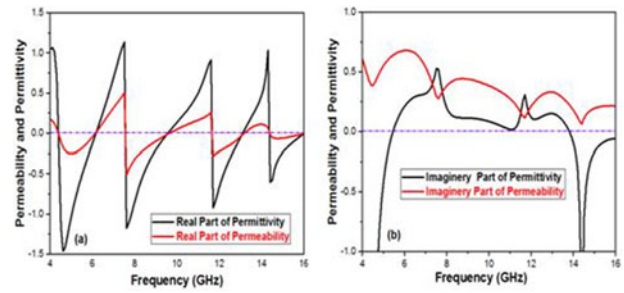 Permeability and Permittivity
1.5
1.0
0.5
0.0
-0.5
-1.0
-1.5
(a)
Real Part of Permittivity
Real Part of Permeability
4 6 8 10 12 14 16
Frequency (GHz)
Permeability and Permittivity
1.0
0.5
0.0
-0.5
-1.0
Imaginery Part of Permittivity
Imaginery Part of Permeability
(b)
4 6 8 10 12 14 16
Frequency (GHz)